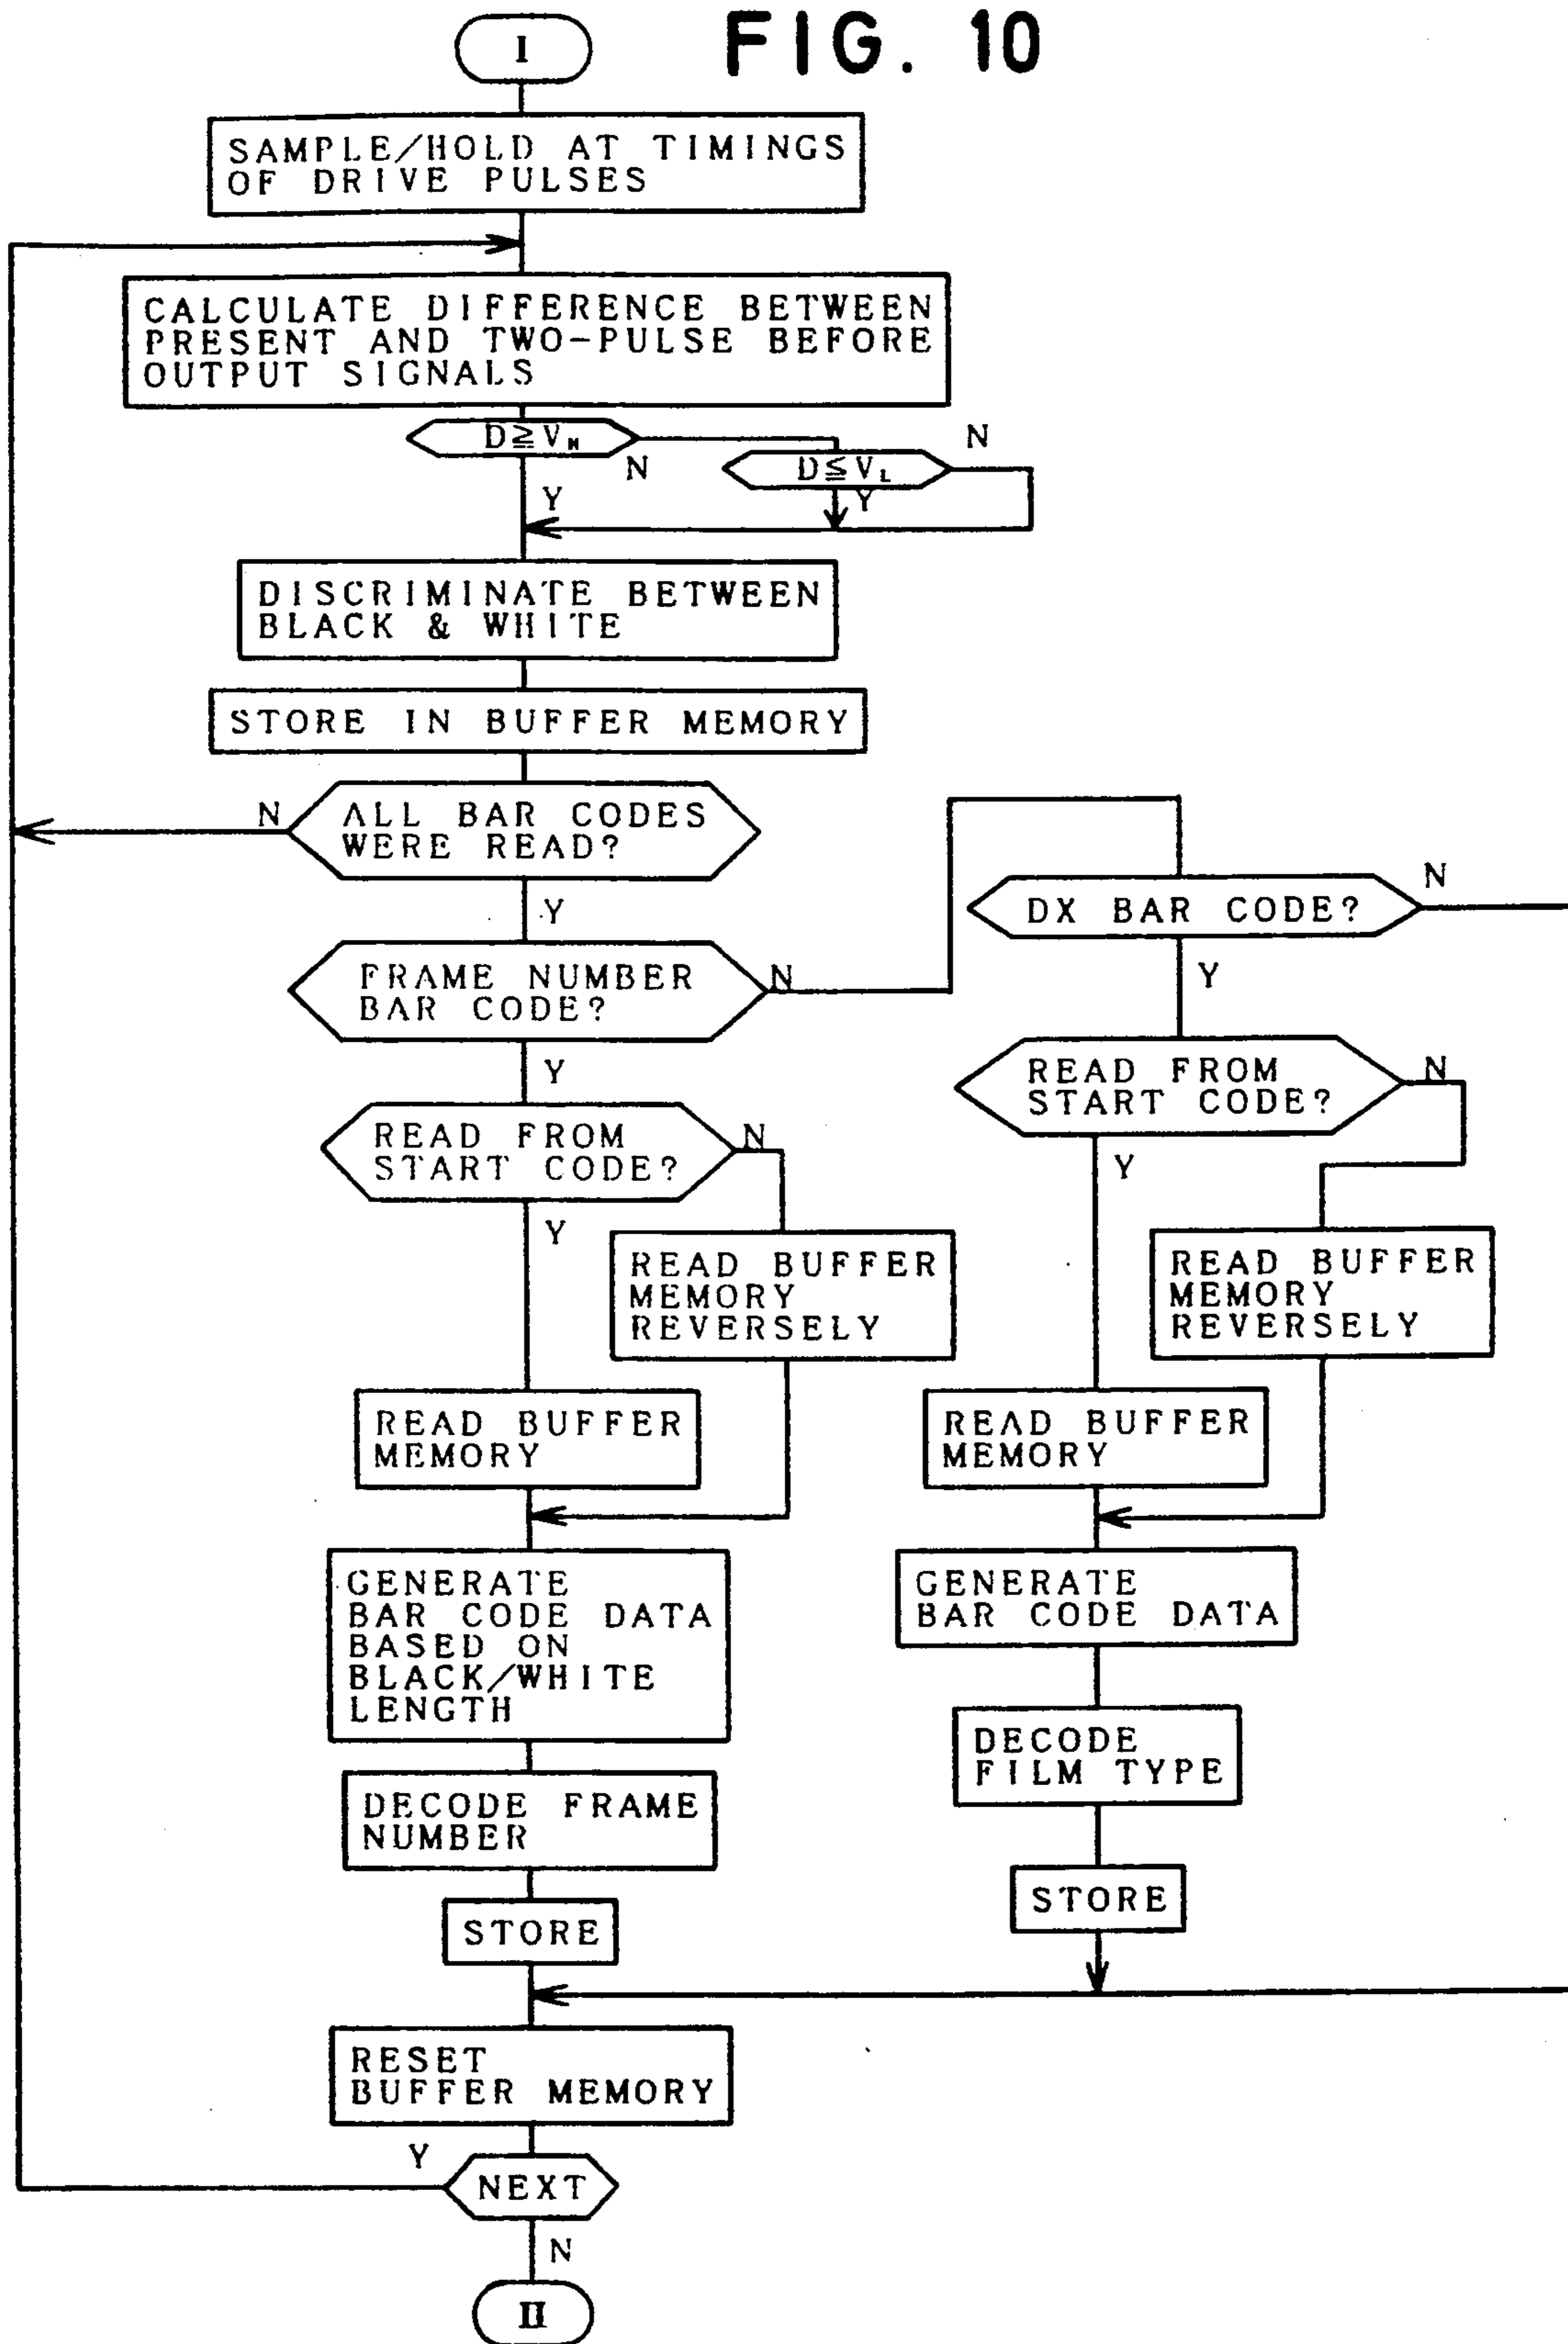 FIG. 10
I
SAMPLE/HOLD AT TIMINGS
OF DRIVE PULSES
CALCULATE DIFFERENCE BETWEEN
PRESENT AND TWO-PULSE BEFORE
OUTPUT SIGNALS
D≧V_H
N
Y
D≦V_L
N
Y
DISCRIMINATE BETWEEN
BLACK & WHITE
STORE IN BUFFER MEMORY
ALL BAR CODES
WERE READ?
N
Y
FRAME NUMBER
BAR CODE?
N
Y
READ FROM
START CODE?
N
Y
READ BUFFER
MEMORY
REVERSELY
READ BUFFER
MEMORY
GENERATE
BAR CODE DATA
BASED ON
BLACK/WHITE
LENGTH
DECODE FRAME
NUMBER
STORE
DX BAR CODE?
N
Y
READ FROM
START CODE?
N
Y
READ BUFFER
MEMORY
REVERSELY
READ BUFFER
MEMORY
GENERATE
BAR CODE DATA
DECODE
FILM TYPE
STORE
RESET
BUFFER MEMORY
Y
NEXT
N
II